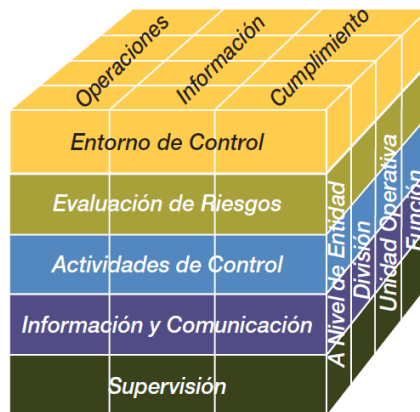 Operaciones
Información
Cumplimiento
Entorno de Control
Evaluación de Riesgos
Actividades de Control
Información y Comunicación
Supervisión
A Nivel de Entidad
División
Unidad Operativa
Función